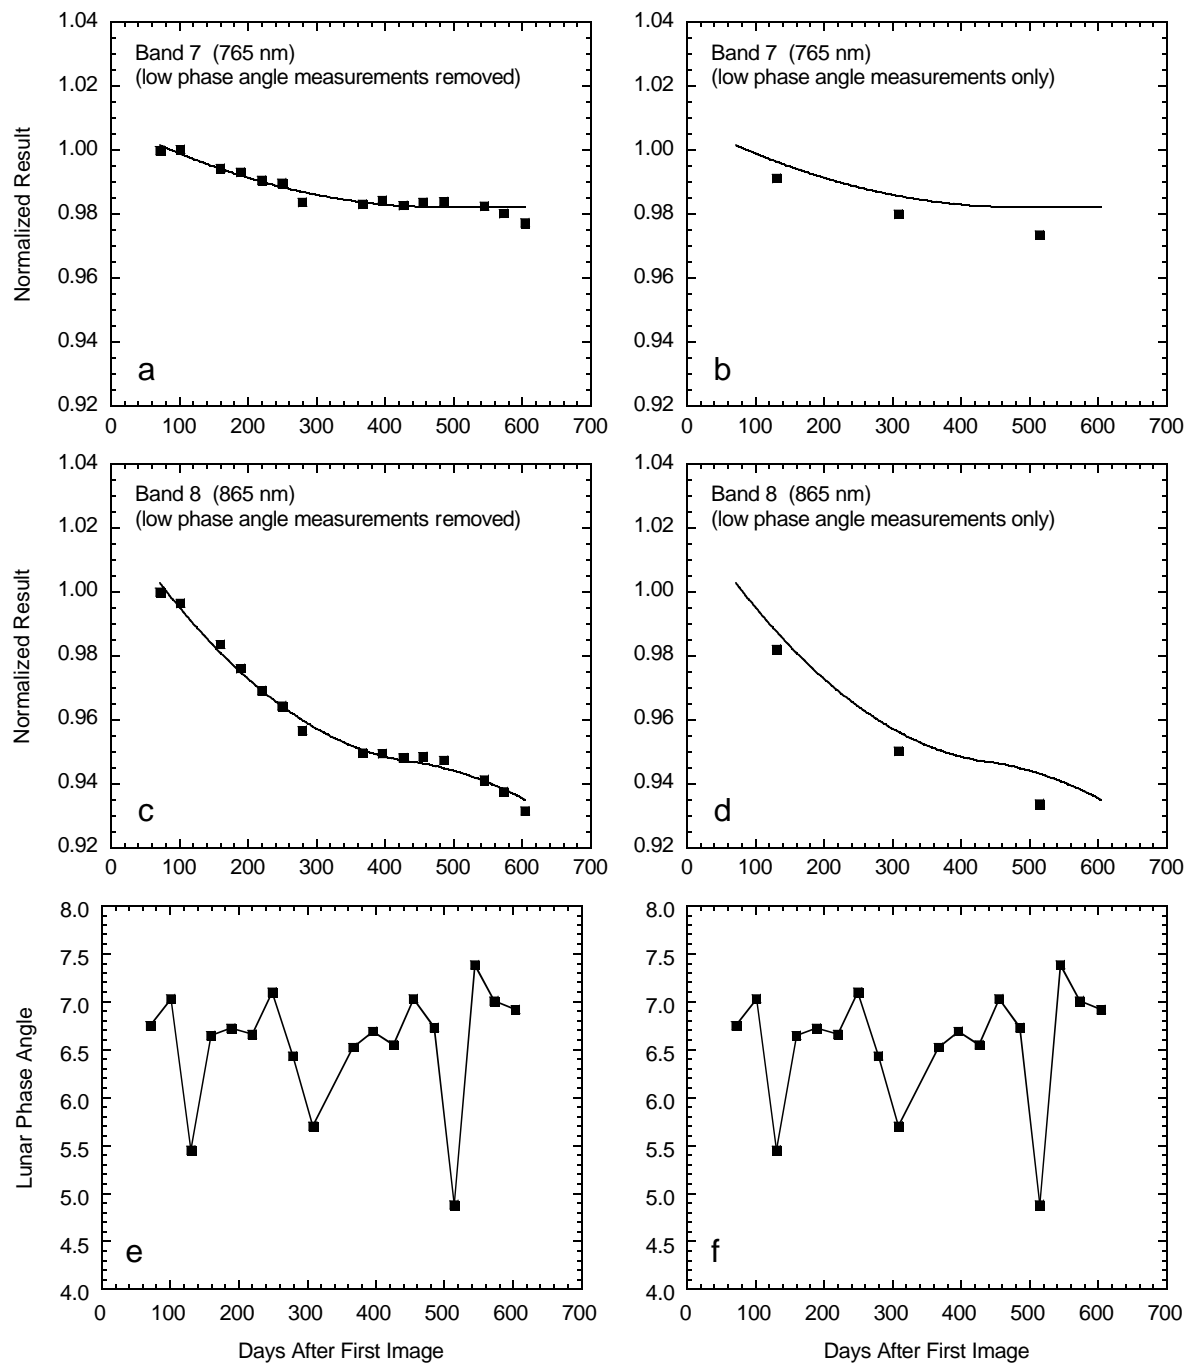 1.04
Band 7 (765 nm)
(low phase angle measurements removed)
1.02
1.00
0.98
0.96
0.94
0.92
Normalized Result
a
0 100 200 300 400 500 600 700
1.04
Band 7 (765 nm)
(low phase angle measurements only)
1.02
1.00
0.98
0.96
0.94
0.92
b
0 100 200 300 400 500 600 700
1.04
Band 8 (865 nm)
(low phase angle measurements removed)
1.02
1.00
0.98
0.96
0.94
0.92
Normalized Result
c
0 100 200 300 400 500 600 700
1.04
Band 8 (865 nm)
(low phase angle measurements only)
1.02
1.00
0.98
0.96
0.94
0.92
d
0 100 200 300 400 500 600 700
8.0
7.5
7.0
6.5
6.0
5.5
5.0
4.5
4.0
Lunar Phase Angle
e
0 100 200 300 400 500 600 700
Days After First Image
8.0
7.5
7.0
6.5
6.0
5.5
5.0
4.5
4.0
f
0 100 200 300 400 500 600 700
Days After First Image